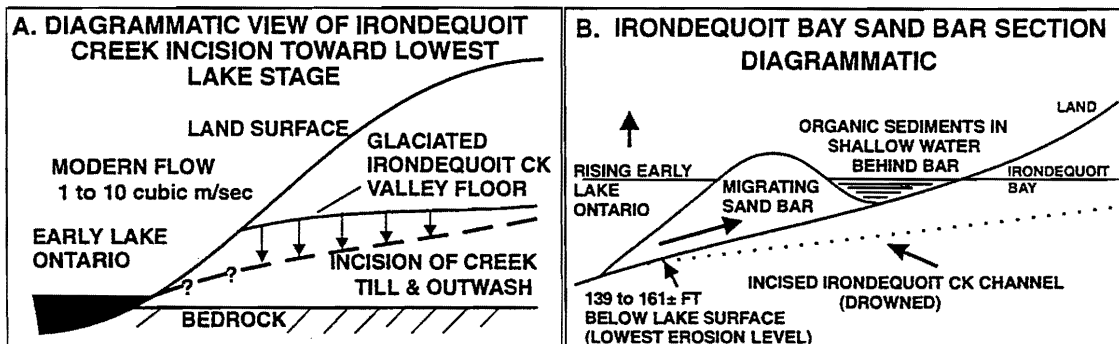 A. DIAGRAMMATIC VIEW OF IRONDEQUOIT
CREEK INCISION TOWARD LOWEST
LAKE STAGE
LAND SURFACE
GLACIATED
IRONDEQUOIT CK
VALLEY FLOOR
MODERN FLOW
1 to 10 cubic m/sec
EARLY LAKE
ONTARIO
?
?
INCISION OF CREEK
TILL & OUTWASH
BEDROCK
B. IRONDEQUOIT BAY SAND BAR SECTION
DIAGRAMMATIC
LAND
ORGANIC SEDIMENTS IN
SHALLOW WATER
BEHIND BAR
RISING EARLY
LAKE
ONTARIO
IRONDEQUOIT
BAY
MIGRATING
SAND BAR
INCISED IRONDEQUOIT CK CHANNEL
(DROWNED)
139 to 161± FT
BELOW LAKE SURFACE
(LOWEST EROSION LEVEL)